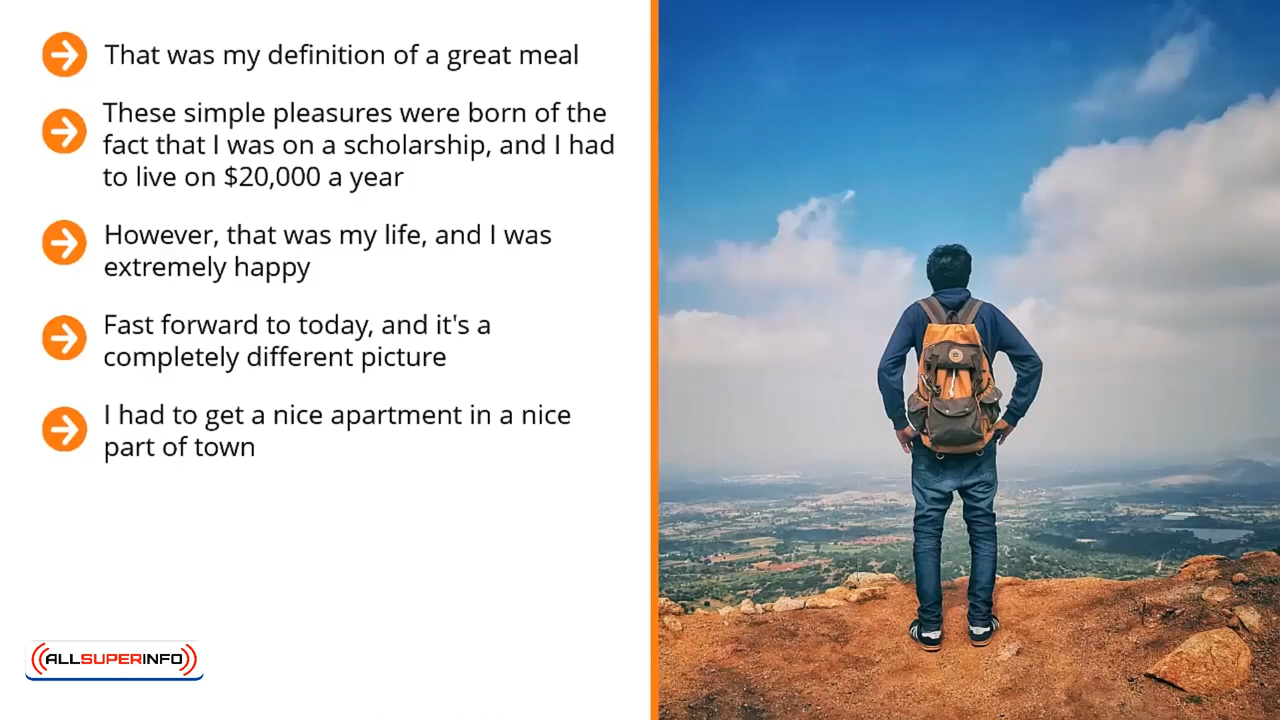 That was my definition of a great meal
These simple pleasures were born of the
fact that I was on a scholarship, and I had
to live on $20,000 a year
However, that was my life, and I was
extremely happy
Fast forward to today, and it's a
completely different picture
I had to get a nice apartment in a nice
part of town
ALLSUPERINFO